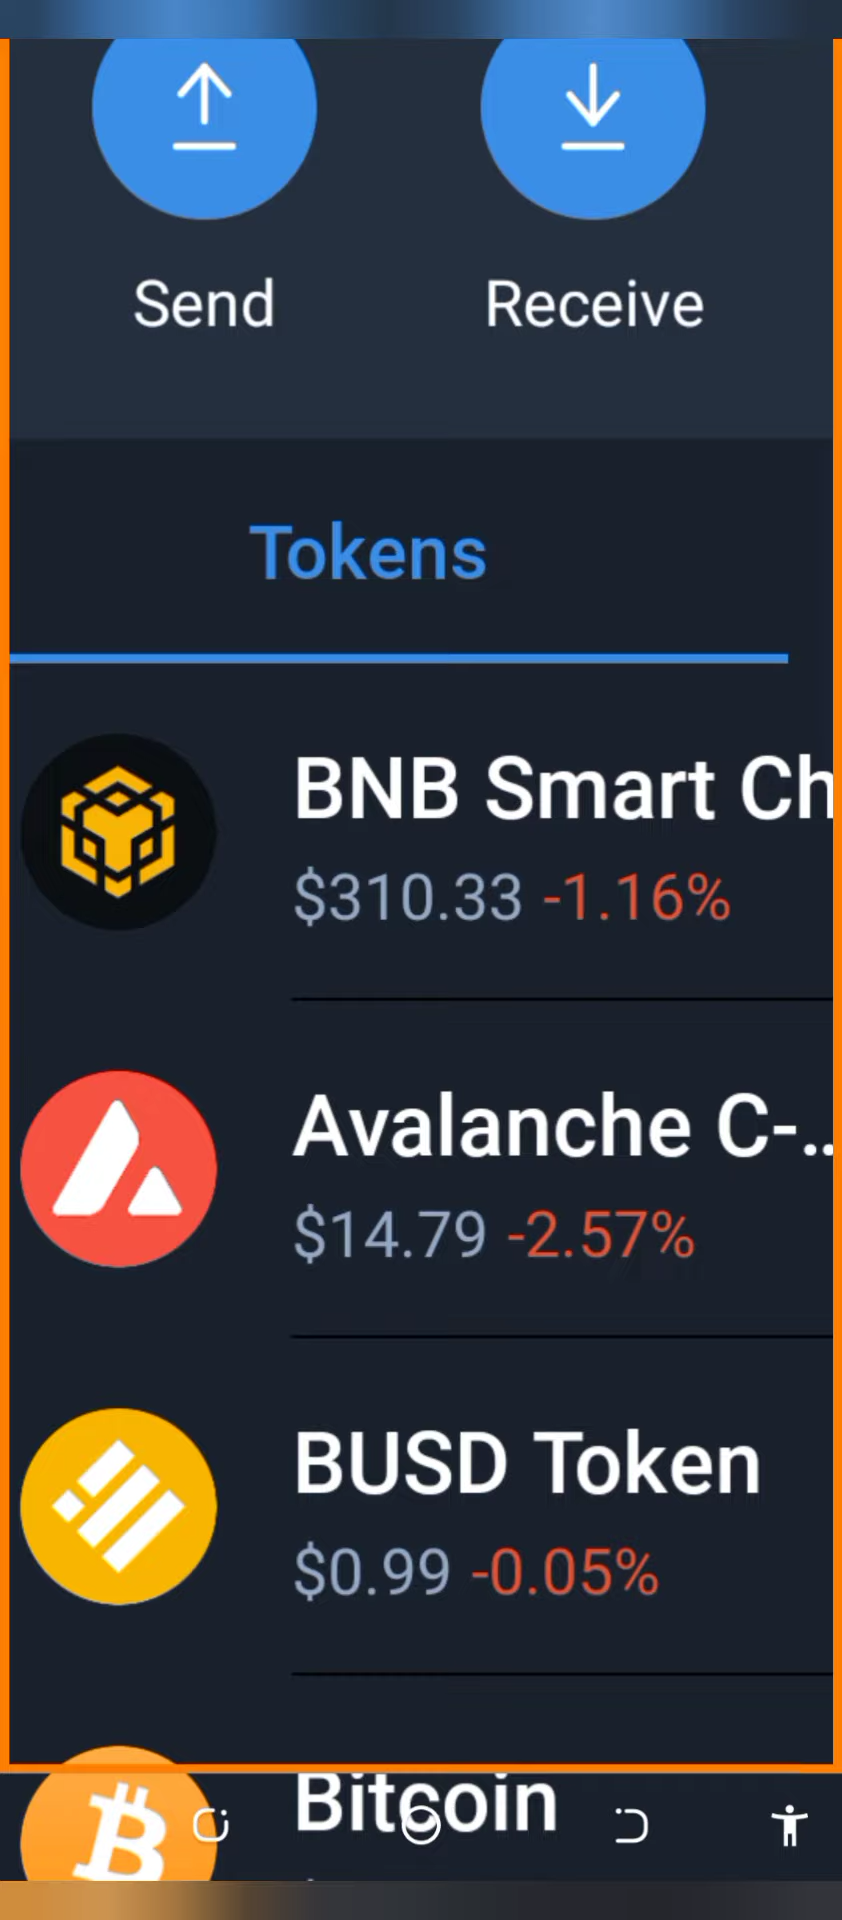 Send
Receive
Tokens
BNB Smart Ch
$310.33 -1.16%
Avalanche C-..
$14.79 -2.57%
BUSD Token
$0.99 -0.05%
Bitcoin